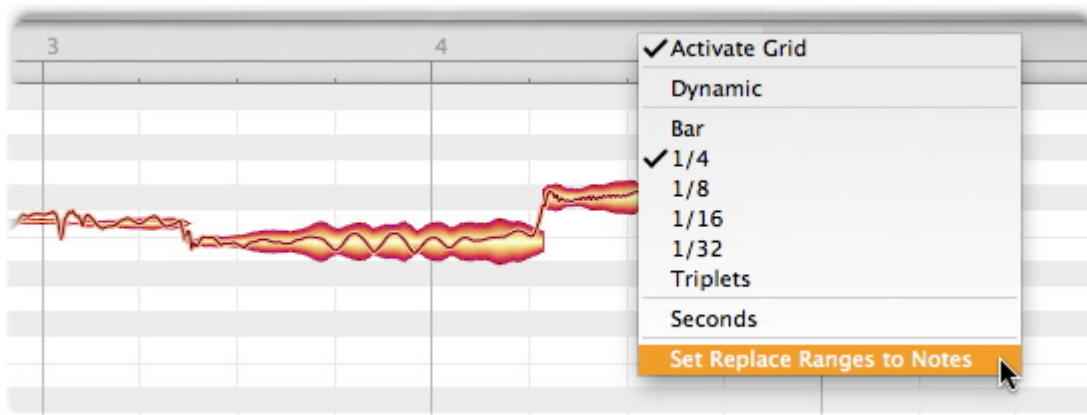 3
4
✓Activate Grid
Dynamic
Bar
✓1/4
1/8
1/16
1/32
Triplets
Seconds
Set Replace Ranges to Notes